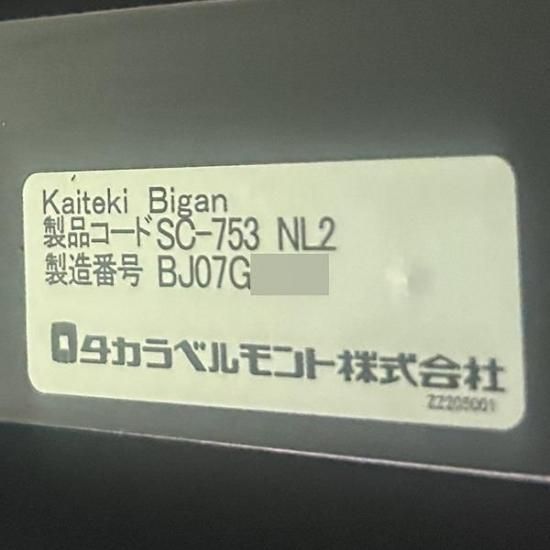 Kaiteki Bigan
製品コードSC-753 NL2
製造番号 BJ07G
タカラベルモント株式会社
ZZ205001